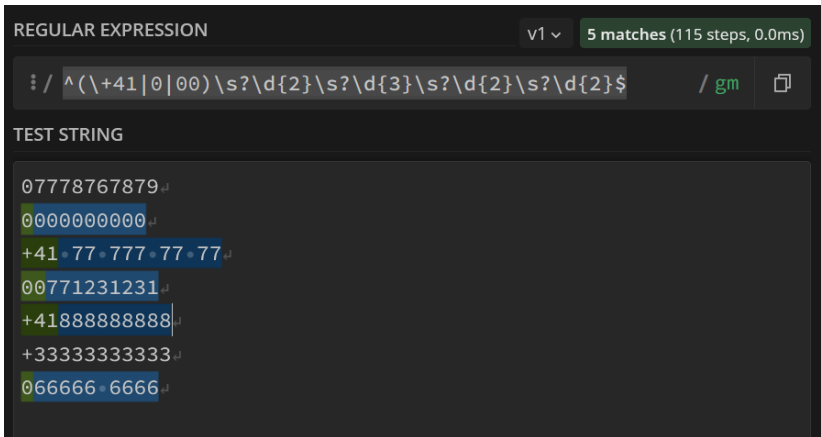 REGULAR EXPRESSION v1 5 matches (115 steps, 0.0ms)
/ ^(\+41|0|00)\s?\d{2}\s?\d{3}\s?\d{2}\s?\d{2}$ / gm
TEST STRING
07778767879↵
0000000000↵
+41·77·777·77·77↵
00771231231↵
+41888888888↵
+33333333333↵
066666·6666↵